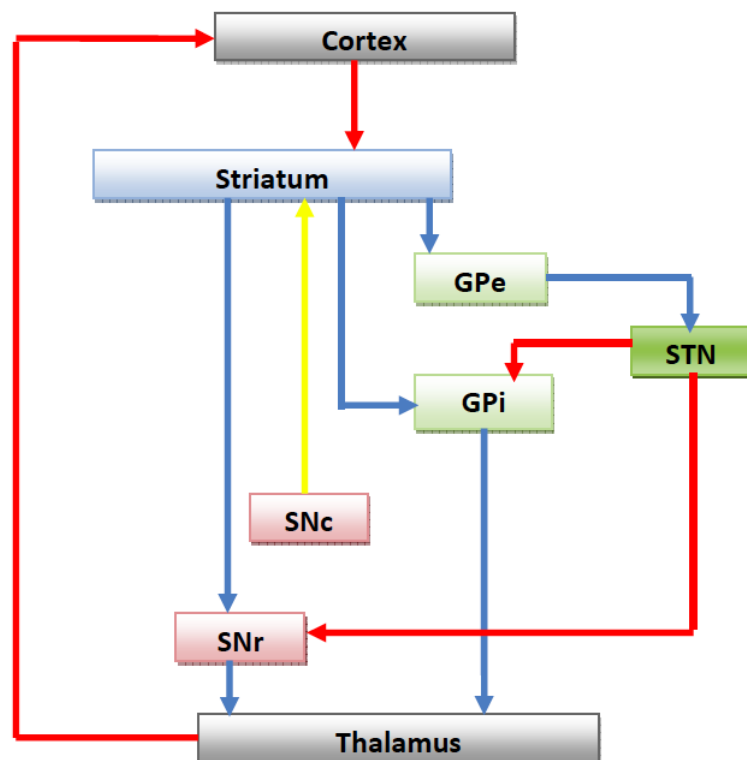 Cortex
Striatum
GPe
STN
GPi
SNc
SNr
Thalamus